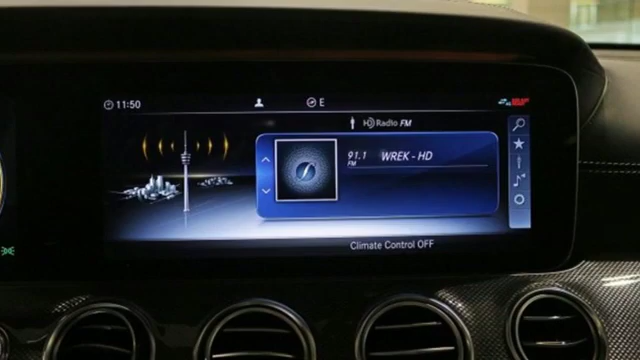 11:50 E
HD Radio FM
91.1 WREK - HD
FM
Climate Control OFF